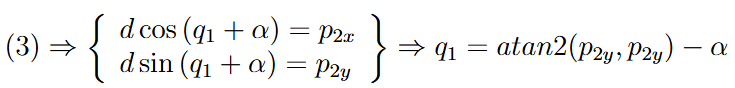 (3) ⇒ { d cos (q₁ + α) = p₂ₓ
d sin (q₁ + α) = p₂ᵧ } ⇒ q₁ = atan2(p₂ᵧ, p₂ᵧ) − α